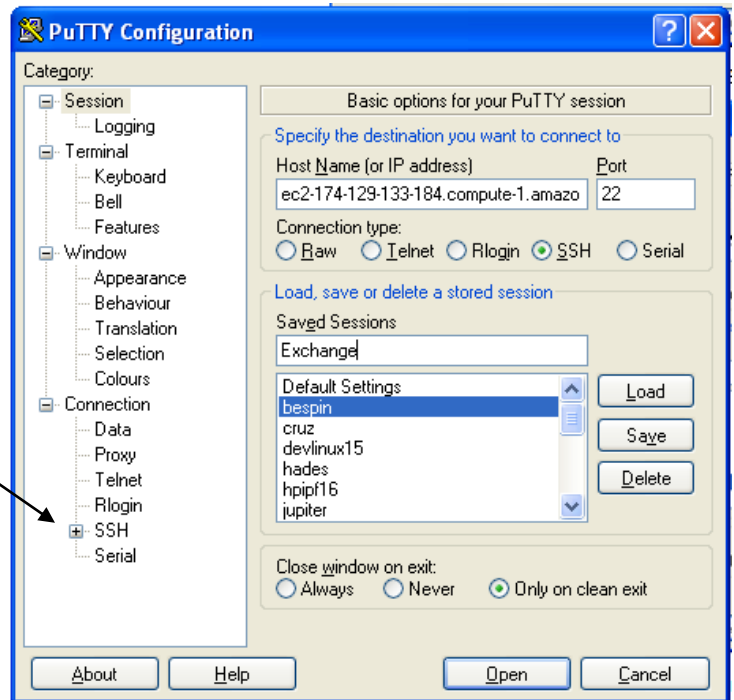 PuTTY Configuration
Category:
Session
Logging
Terminal
Keyboard
Bell
Features
Window
Appearance
Behaviour
Translation
Selection
Colours
Connection
Data
Proxy
Telnet
Rlogin
SSH
Serial
Basic options for your PuTTY session
Specify the destination you want to connect to
Host Name (or IP address) Port
ec2-174-129-133-184.compute-1.amazo 22
Connection type:
Raw Telnet Rlogin SSH Serial
Load, save or delete a stored session
Saved Sessions
Exchange
Default Settings
bespin
cruz
devlinux15
hades
hpipf16
jupiter
Load
Save
Delete
Close window on exit:
Always Never Only on clean exit
About Help Open Cancel